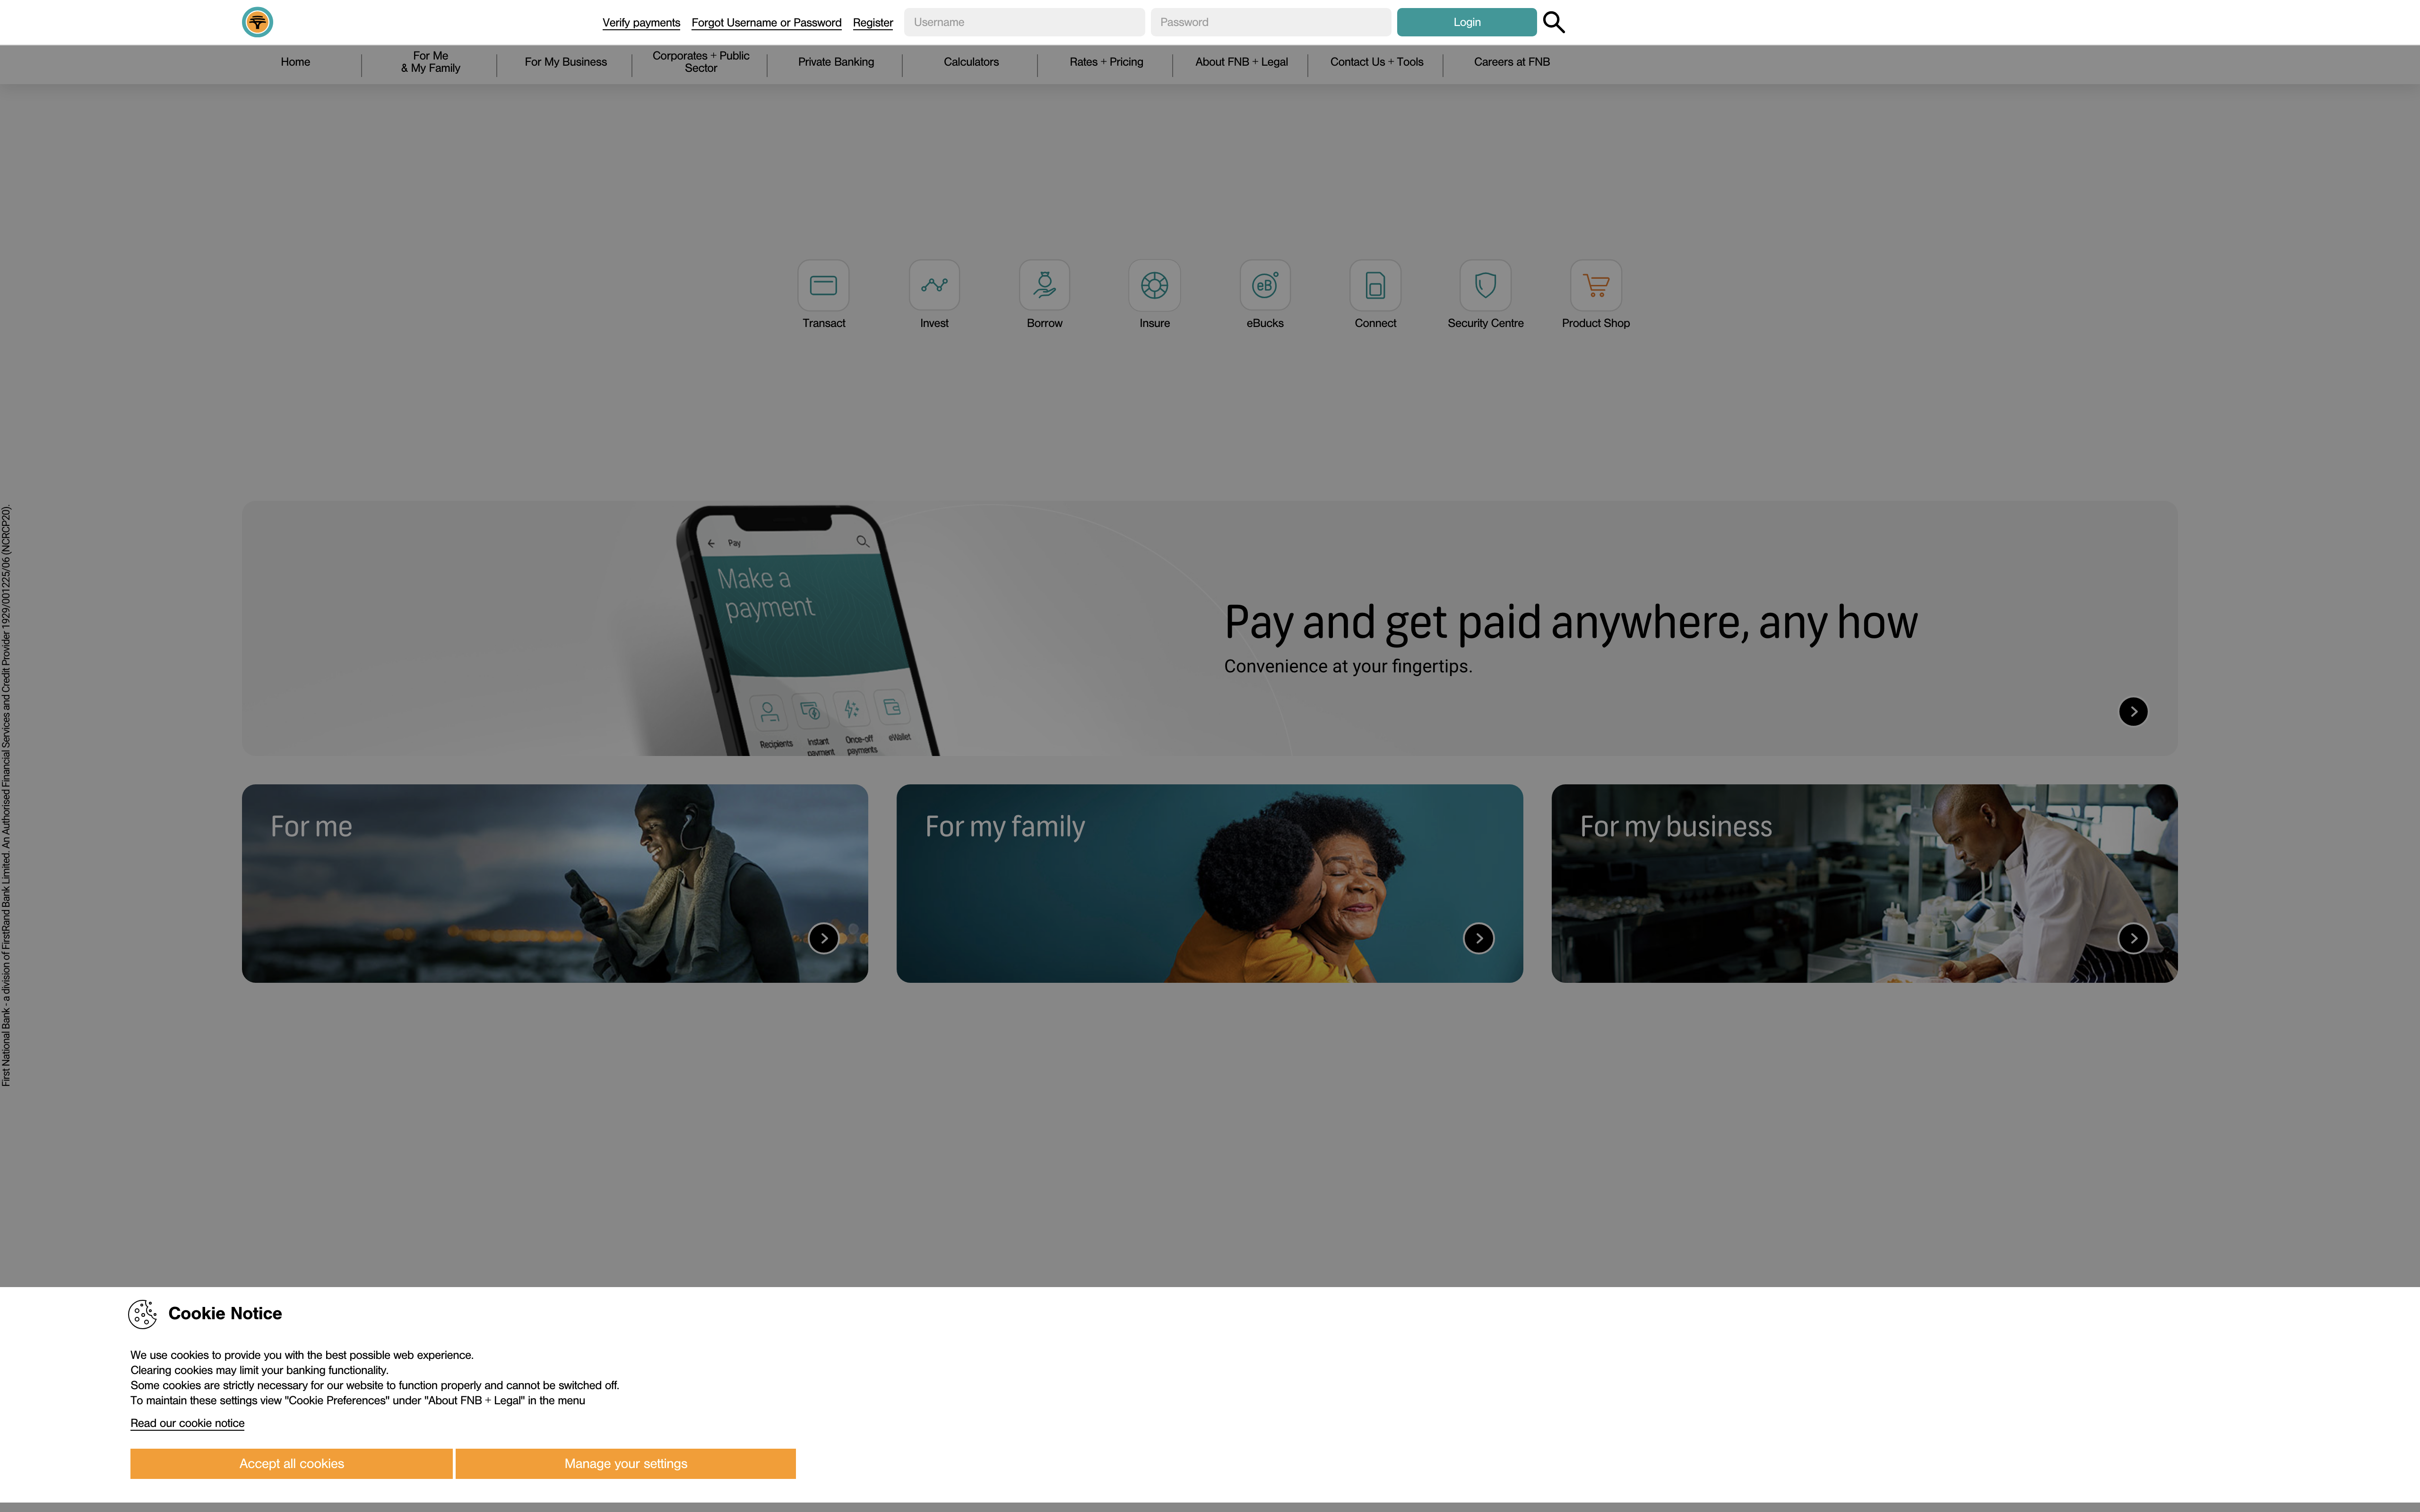 Verify payments
Forgot Username or Password
Register
Username
Password
Login
Home
For Me
& My Family
For My Business
Corporates + Public
Sector
Private Banking
Calculators
Rates + Pricing
About FNB + Legal
Contact Us + Tools
Careers at FNB
Transact
Invest
Borrow
Insure
eB
eBucks
Connect
Security Centre
Product Shop
First National Bank - a division of FirstRand Bank Limited. An Authorised Financial Services and Credit Provider 1929/001225/06 (NCRCP20).
Pay
Make a
payment
Recipients
Instant
payment
Once-off
payments
eWallet
Pay and get paid anywhere, any how
Convenience at your fingertips.
For me
For my family
For my business
Cookie Notice
We use cookies to provide you with the best possible web experience.
Clearing cookies may limit your banking functionality.
Some cookies are strictly necessary for our website to function properly and cannot be switched off.
To maintain these settings view "Cookie Preferences" under "About FNB + Legal" in the menu
Read our cookie notice
Accept all cookies
Manage your settings